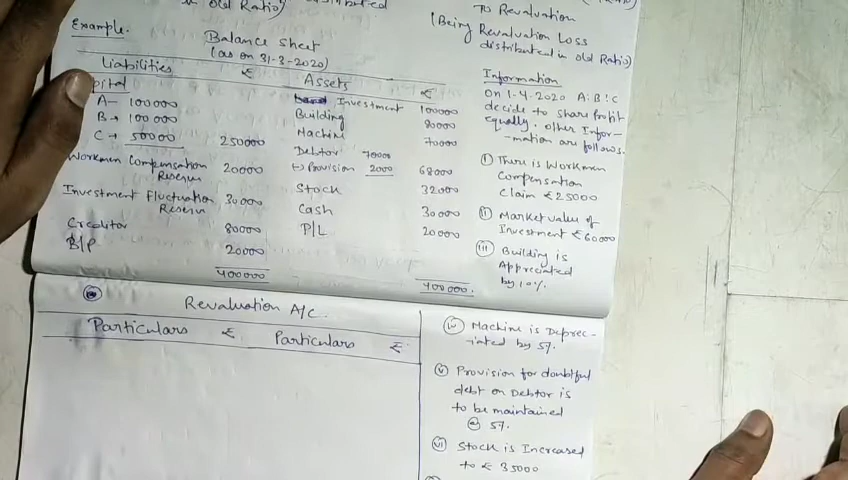 in old Ratio)
To Revaluation
(Being Revaluation Loss
distributed in old Ratio)
Example.
Balance Sheet
(as on 31-3-2020)
Liabilities ₹ Assets ₹
A- 100000
B→ 100000
C→ 50000 250000
Workmen Compensation
Reserve 20000
Investment Fluctuation
Reserve 30000
Creditor 80000
B/P 20000
400000
Investment 100000
Building 80000
Machine 70000
Debtor 70000
(-) Provision 2000 68000
Stock 32000
Cash 30000
P/L 20000
400000.
Information
On 1-4-2020 A:B:C
decide to share Profit
equally. other Infor-
-mation are follows.
(i) There is Workmen
Compensation
Claim ₹25000
(ii) Market value of
Investment ₹60000
(iii) Building is
Appreciated
by 10%.
(iv) Machine is Deprec-
-iated by 5%.
(v) Provision for doubtful
debt on Debtor is
to be maintained
@ 5%.
(vi) Stock is Increased
to ₹ 35000
Revaluation A/C.
Particulars ₹ Particulars ₹